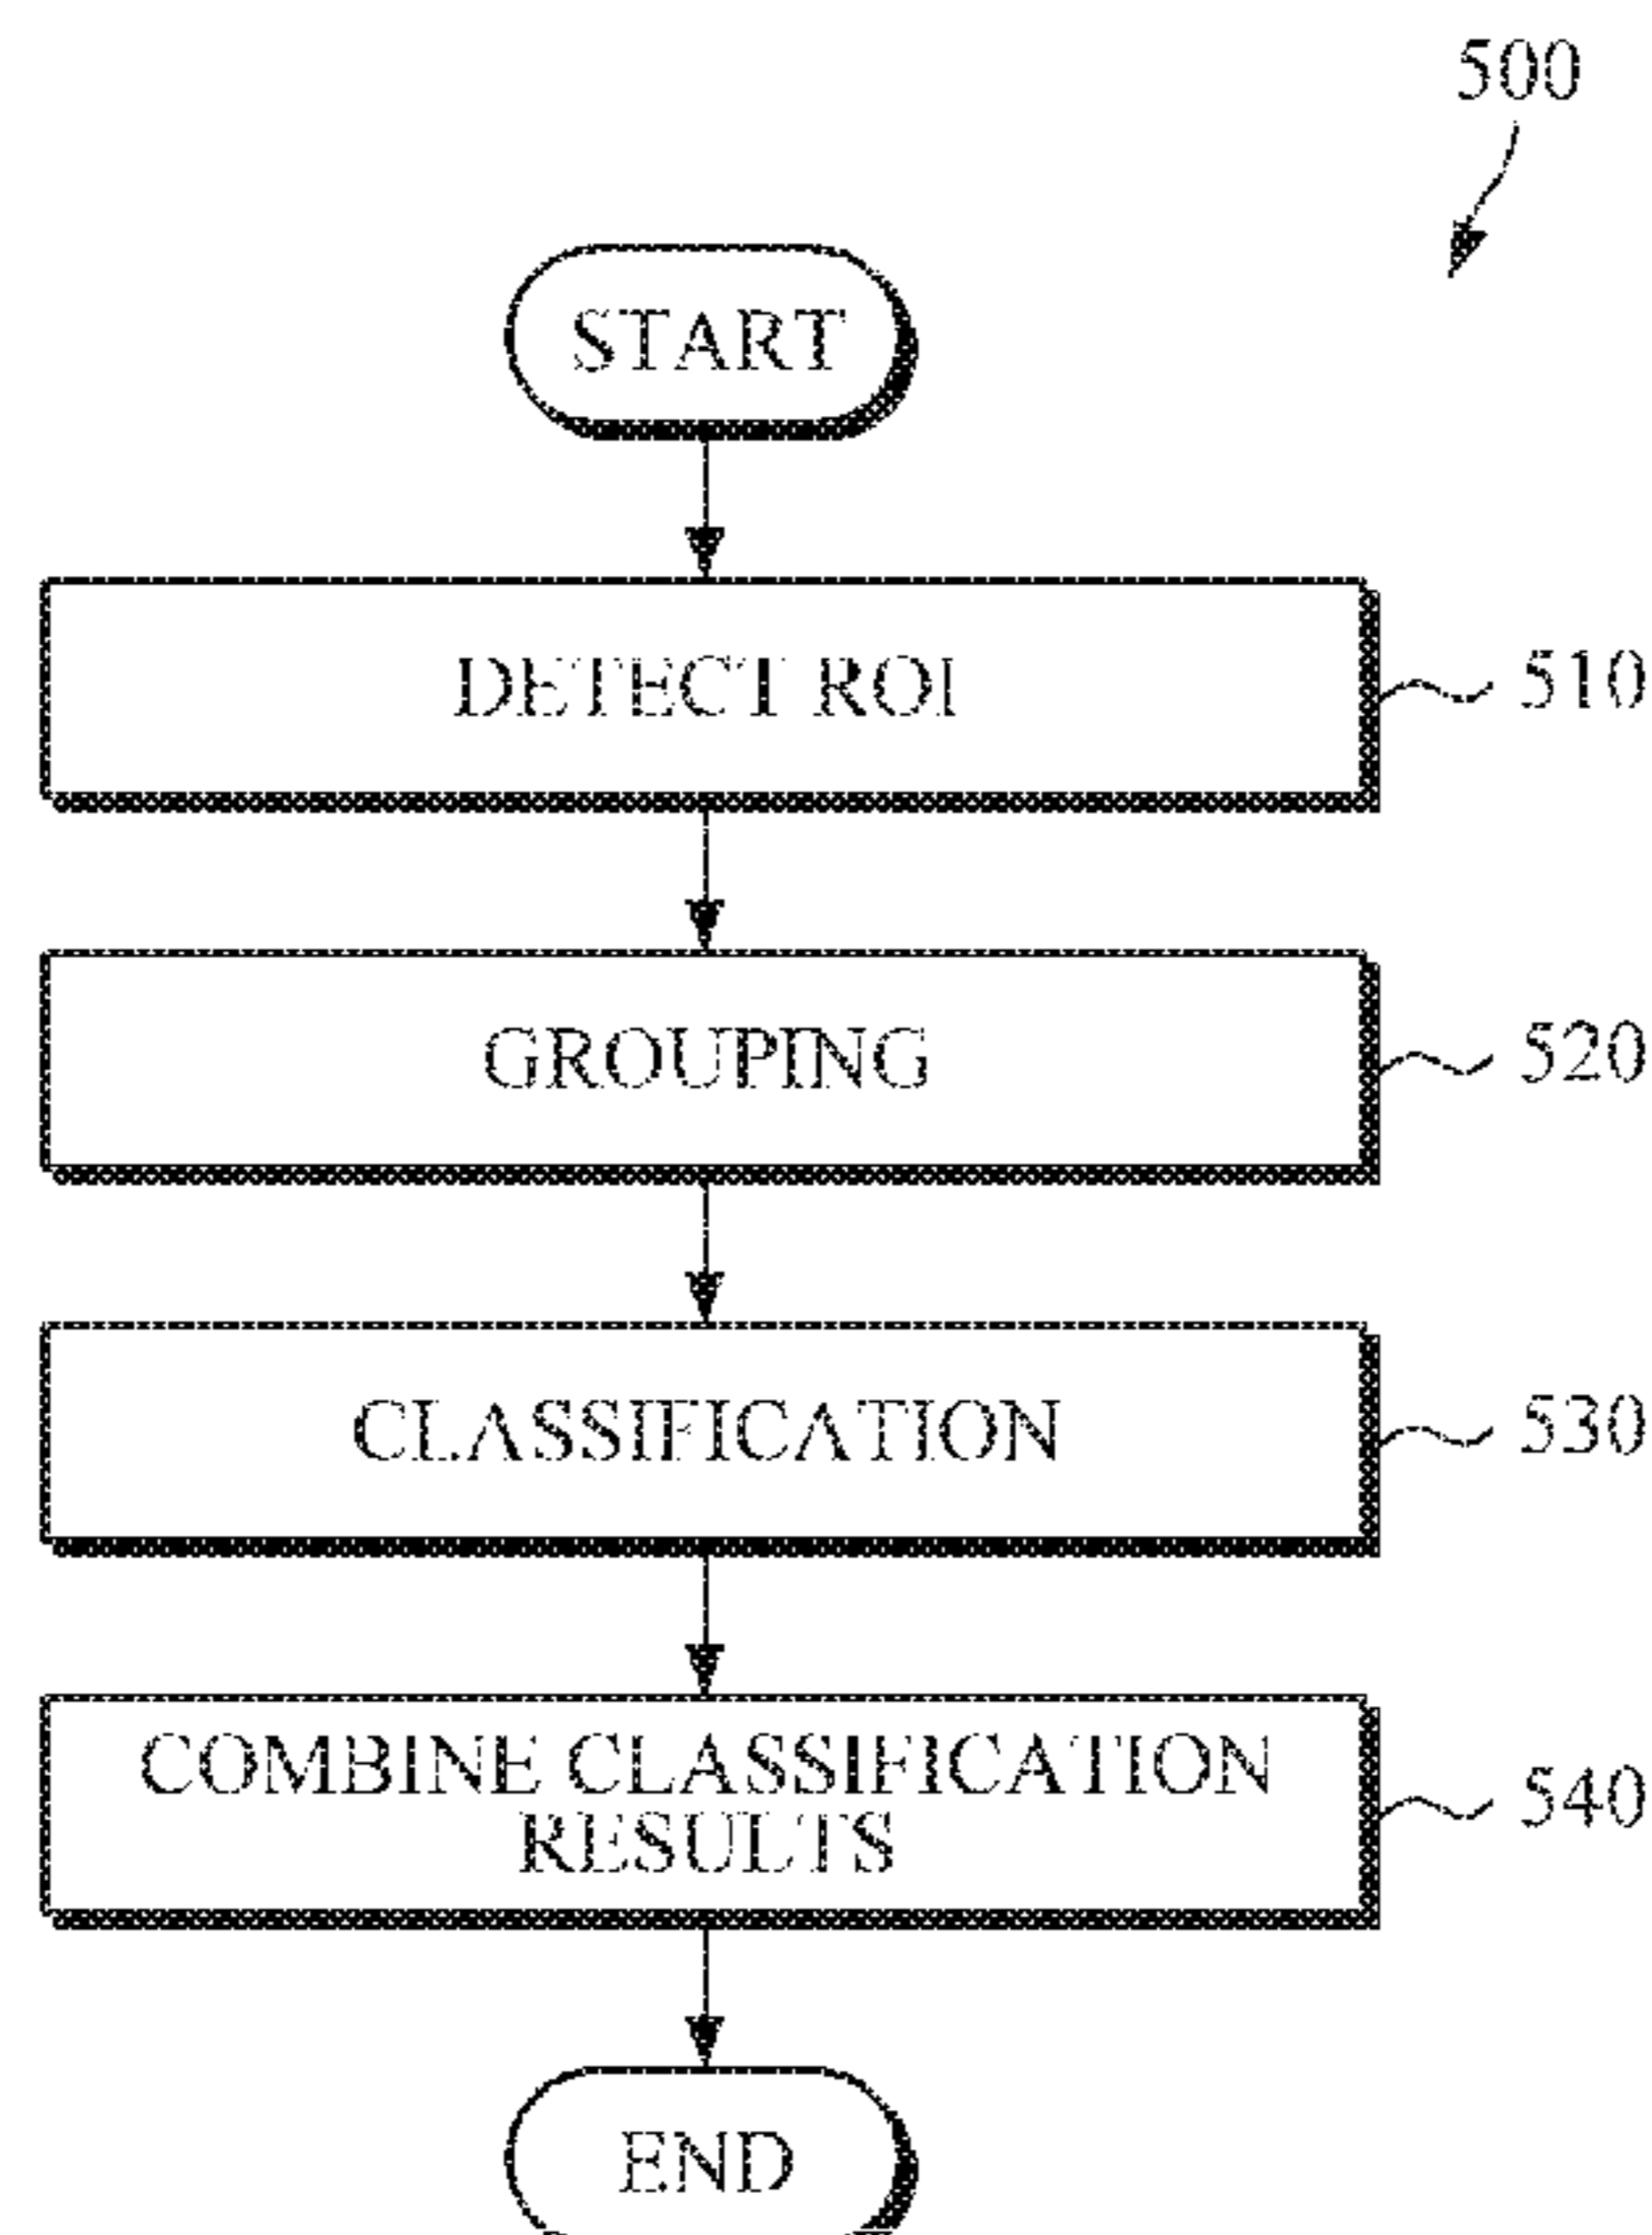 500
START
DETECT ROI
510
GROUPING
520
CLASSIFICATION
530
COMBINE CLASSIFICATION
RESULTS
540
END